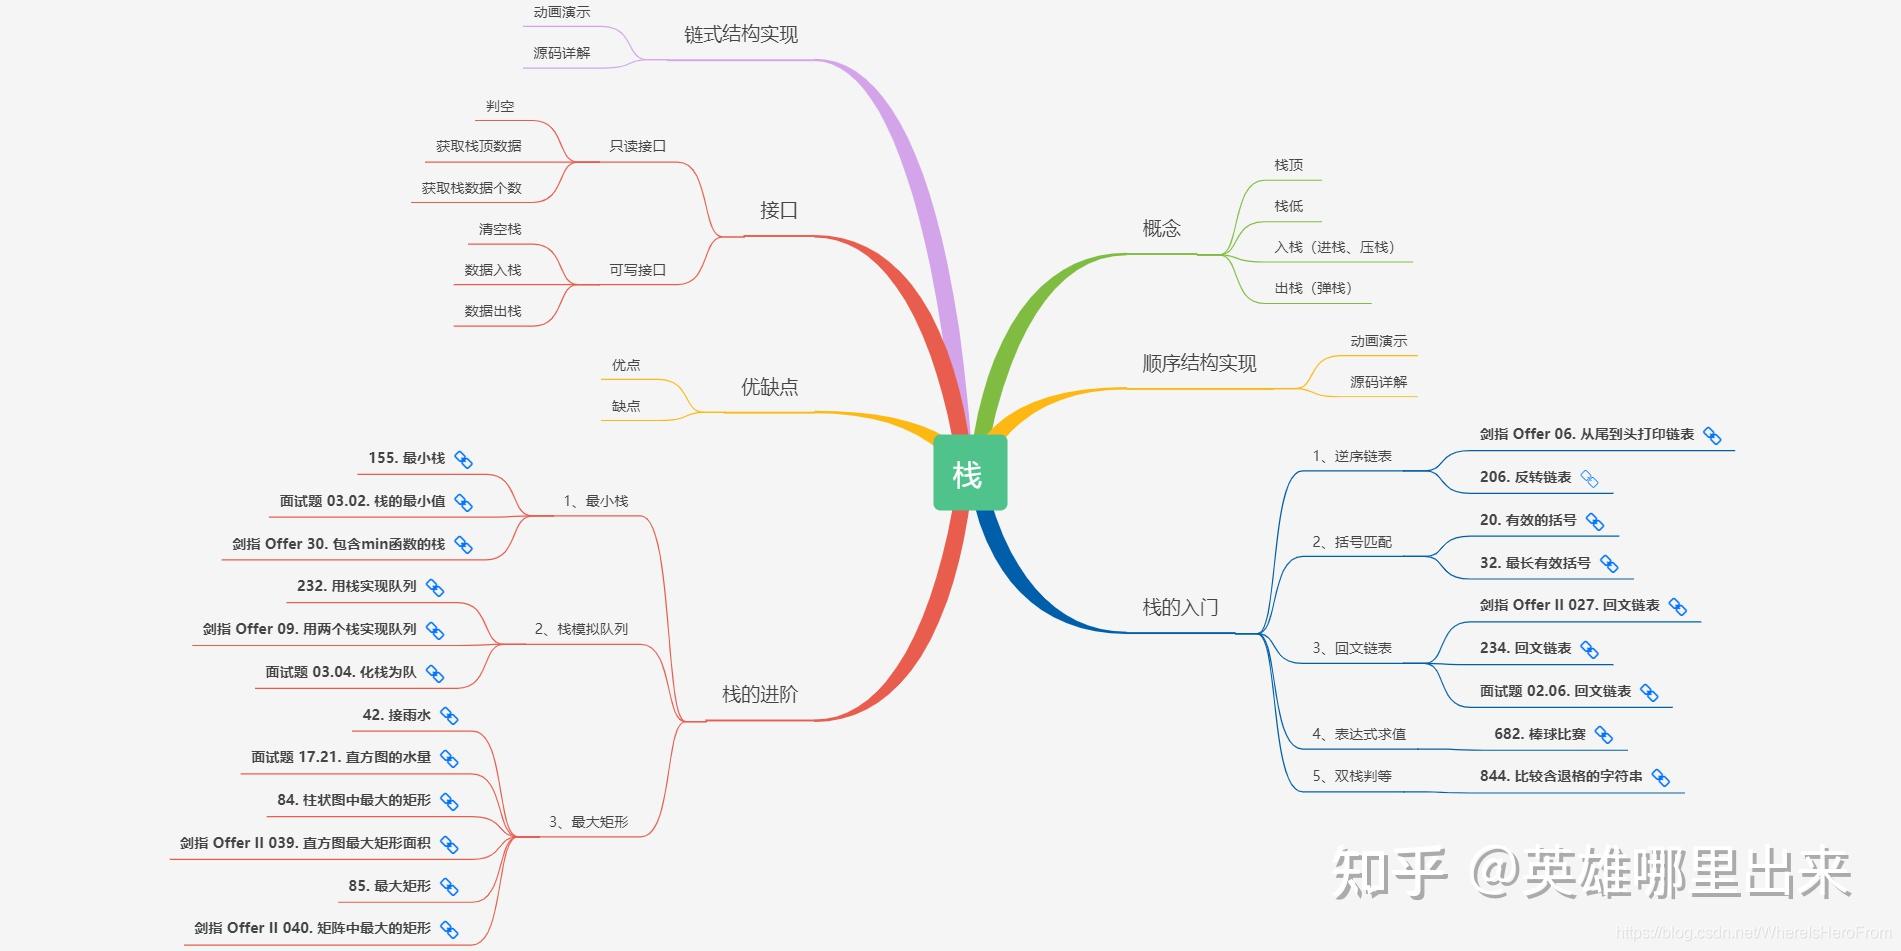 栈
概念
栈顶
栈低
入栈（进栈、压栈）
出栈（弹栈）
顺序结构实现
动画演示
源码详解
栈的入门
1、逆序链表
剑指 Offer 06. 从尾到头打印链表
206. 反转链表
2、括号匹配
20. 有效的括号
32. 最长有效括号
3、回文链表
剑指 Offer II 027. 回文链表
234. 回文链表
面试题 02.06. 回文链表
4、表达式求值
682. 棒球比赛
5、双栈判等
844. 比较含退格的字符串
链式结构实现
动画演示
源码详解
接口
只读接口
判空
获取栈顶数据
获取栈数据个数
可写接口
清空栈
数据入栈
数据出栈
优缺点
优点
缺点
栈的进阶
1、最小栈
155. 最小栈
面试题 03.02. 栈的最小值
剑指 Offer 30. 包含min函数的栈
2、栈模拟队列
232. 用栈实现队列
剑指 Offer 09. 用两个栈实现队列
面试题 03.04. 化栈为队
3、最大矩形
42. 接雨水
面试题 17.21. 直方图的水量
84. 柱状图中最大的矩形
剑指 Offer II 039. 直方图最大矩形面积
85. 最大矩形
剑指 Offer II 040. 矩阵中最大的矩形
知乎 @英雄哪里出来
https://blog.csdn.net/WhereIsHeroFrom